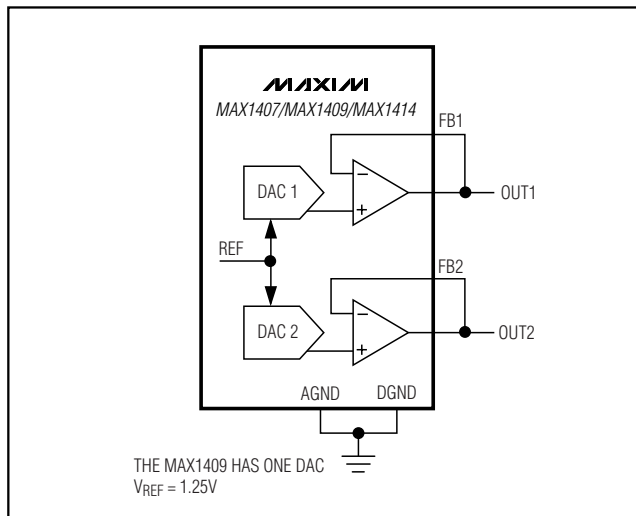 MAXIM
MAX1407/MAX1409/MAX1414
FB1
DAC 1
−
+
OUT1
REF
FB2
DAC 2
−
+
OUT2
AGND DGND
THE MAX1409 HAS ONE DAC
VREF = 1.25V